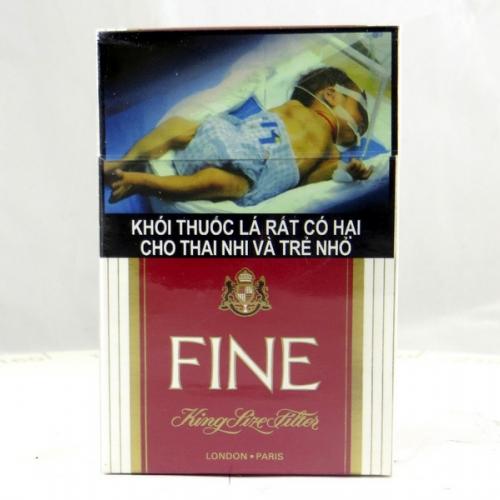 KHÓI THUỐC LÁ RẤT CÓ HẠI
CHO THAI NHI VÀ TRẺ NHỎ
FINE
King Size Filter
LONDON • PARIS